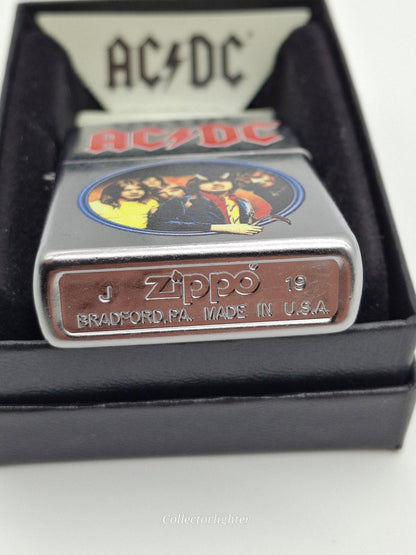 AC⚡DC
AC⚡DC
J zippo 19
BRADFORD, PA. MADE IN U.S.A.
Collectorlighter